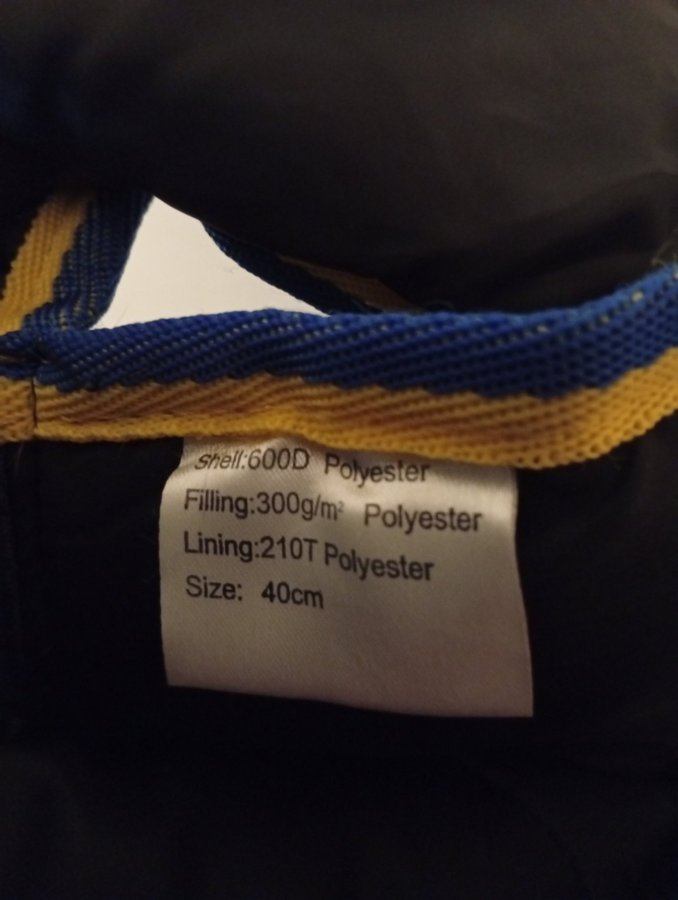 Shell:600D Polyester
Filling:300g/m² Polyester
Lining:210T Polyester
Size: 40cm